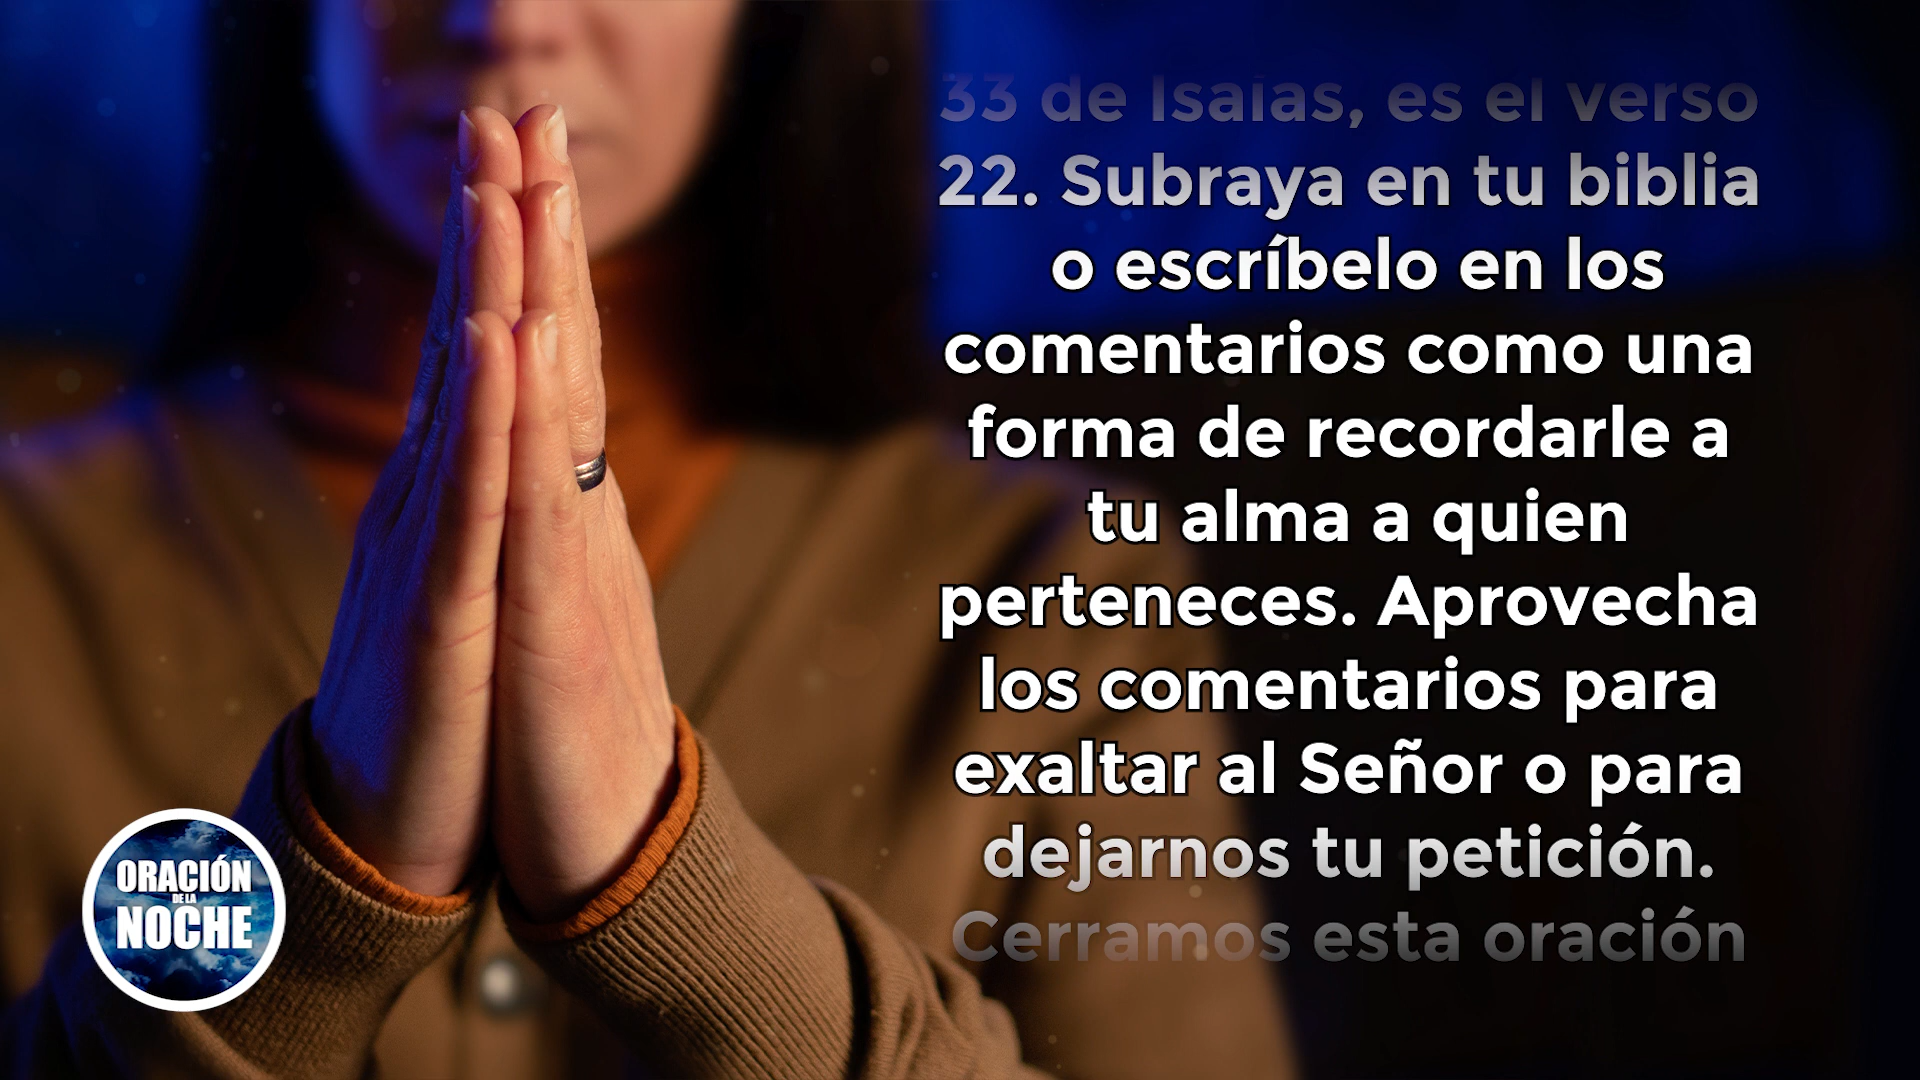 33 de Isaías, es el verso
22. Subraya en tu biblia
o escríbelo en los
comentarios como una
forma de recordarle a
tu alma a quien
perteneces. Aprovecha
los comentarios para
exaltar al Señor o para
dejarnos tu petición.
Cerramos esta oración
ORACIÓN
DE LA
NOCHE